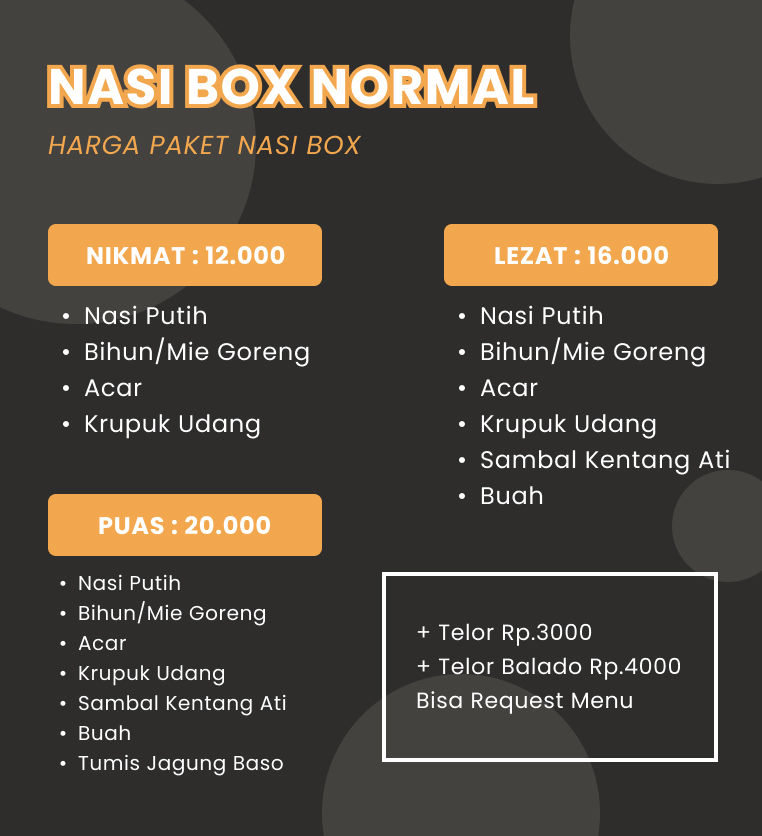 NASI BOX NORMAL
HARGA PAKET NASI BOX
NIKMAT : 12.000
• Nasi Putih
• Bihun/Mie Goreng
• Acar
• Krupuk Udang
LEZAT : 16.000
• Nasi Putih
• Bihun/Mie Goreng
• Acar
• Krupuk Udang
• Sambal Kentang Ati
• Buah
PUAS : 20.000
• Nasi Putih
• Bihun/Mie Goreng
• Acar
• Krupuk Udang
• Sambal Kentang Ati
• Buah
• Tumis Jagung Baso
+ Telor Rp.3000
+ Telor Balado Rp.4000
Bisa Request Menu